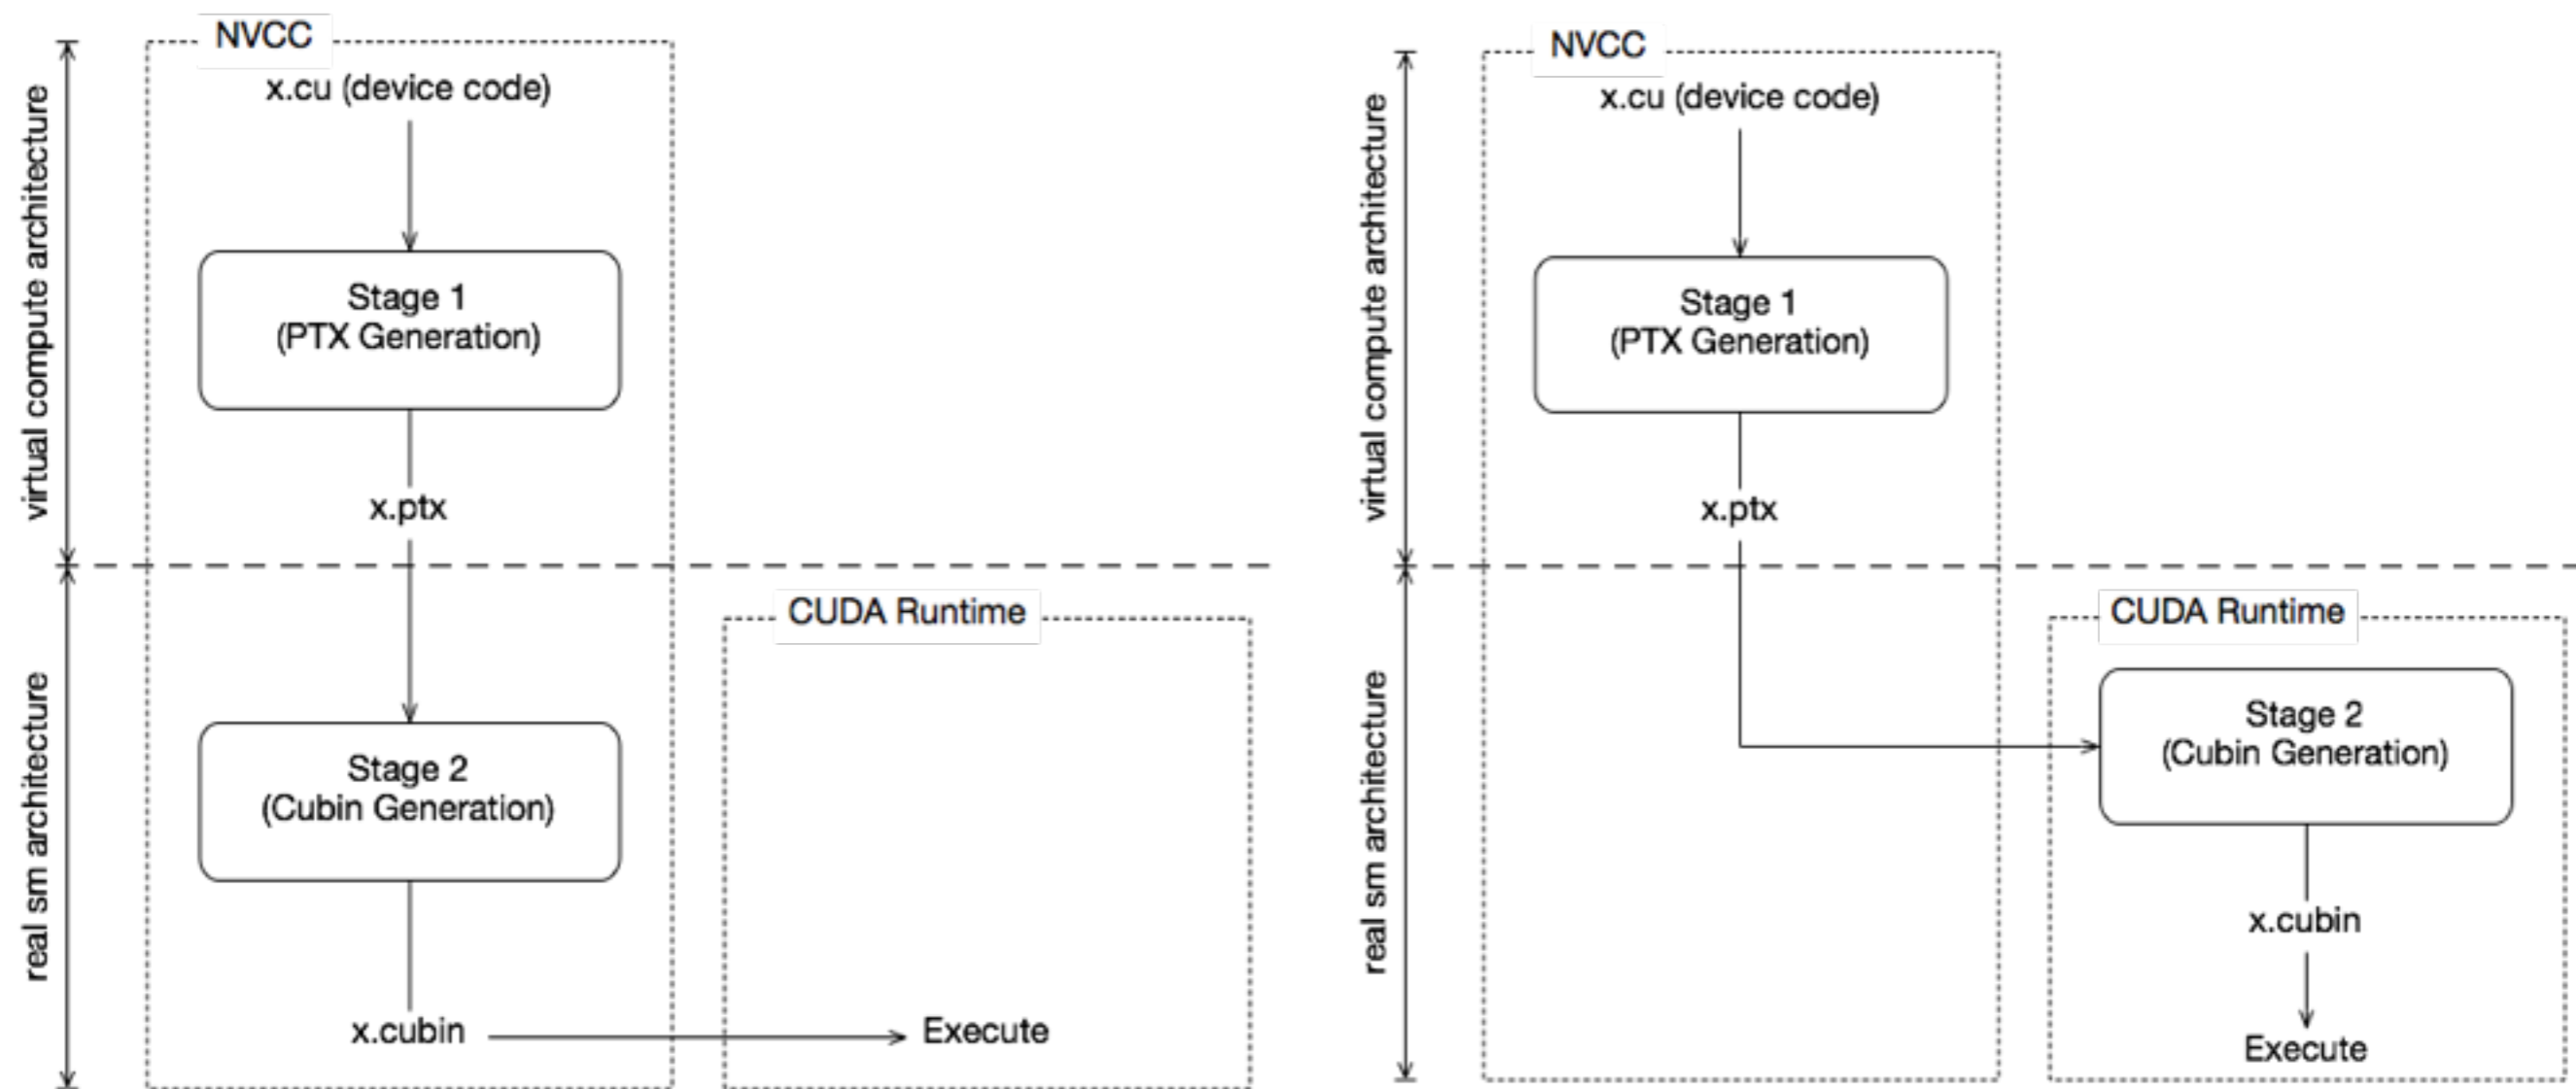 NVCC
x.cu (device code)
virtual compute architecture
Stage 1
(PTX Generation)
x.ptx
real sm architecture
CUDA Runtime
Stage 2
(Cubin Generation)
x.cubin
Execute
NVCC
x.cu (device code)
virtual compute architecture
Stage 1
(PTX Generation)
x.ptx
real sm architecture
CUDA Runtime
Stage 2
(Cubin Generation)
x.cubin
Execute